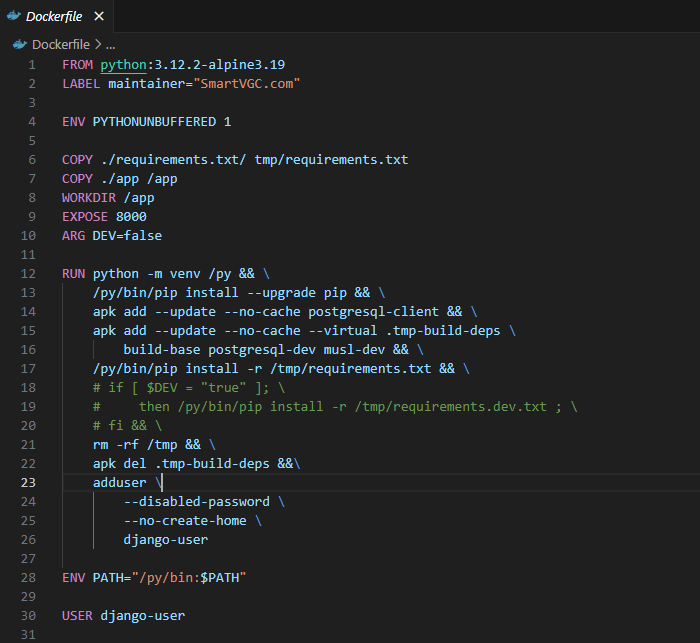 Dockerfile ×
Dockerfile > ...
1 FROM python:3.12.2-alpine3.19
2 LABEL maintainer="SmartVGC.com"
3
4 ENV PYTHONUNBUFFERED 1
5
6 COPY ./requirements.txt/ tmp/requirements.txt
7 COPY ./app /app
8 WORKDIR /app
9 EXPOSE 8000
10 ARG DEV=false
11
12 RUN python -m venv /py && \
13     /py/bin/pip install --upgrade pip && \
14     apk add --update --no-cache postgresql-client && \
15     apk add --update --no-cache --virtual .tmp-build-deps \
16         build-base postgresql-dev musl-dev && \
17     /py/bin/pip install -r /tmp/requirements.txt && \
18     # if [ $DEV = "true" ]; \
19     #     then /py/bin/pip install -r /tmp/requirements.dev.txt ; \
20     # fi && \
21     rm -rf /tmp && \
22     apk del .tmp-build-deps &&\
23     adduser \
24         --disabled-password \
25         --no-create-home \
26         django-user
27
28 ENV PATH="/py/bin:$PATH"
29
30 USER django-user
31